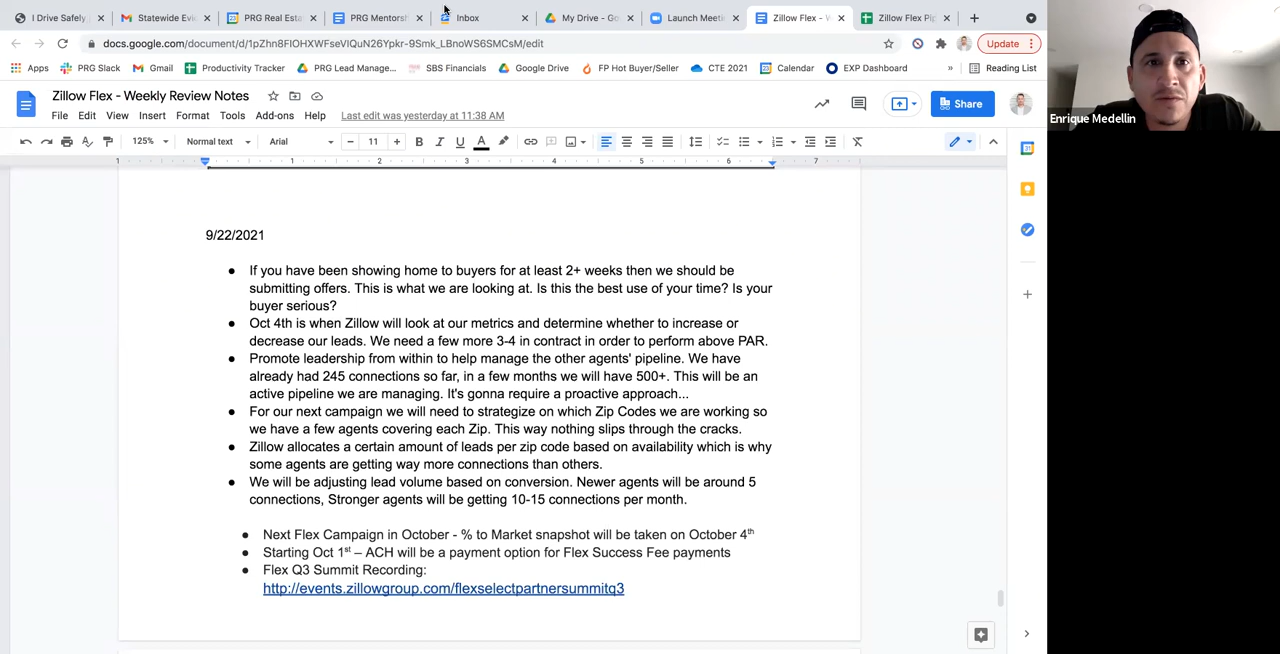 I Drive Safely
Statewide Evi
PRG Real Esta
PRG Mentors
Inbox
My Drive - Go
Launch Meeti
Zillow Flex - W
Zillow Flex Pip
docs.google.com/document/d/1pZhn8FIOHXWFseVIQuN26Ypkr-9Smk_LBnoWS6SMCsM/edit
Update
Apps
PRG Slack
Gmail
Productivity Tracker
PRG Lead Manage...
SBS Financials
Google Drive
FP Hot Buyer/Seller
CTE 2021
Calendar
EXP Dashboard
»
Reading List
Zillow Flex - Weekly Review Notes
Share
File Edit View Insert Format Tools Add-ons Help
Last edit was yesterday at 11:38 AM
125%
Normal text
Arial
− 11 +
B I U A
1 1 2 3 4 5 6 7
Enrique Medellin
9/22/2021
● If you have been showing home to buyers for at least 2+ weeks then we should be
submitting offers. This is what we are looking at. Is this the best use of your time? Is your
buyer serious?
● Oct 4th is when Zillow will look at our metrics and determine whether to increase or
decrease our leads. We need a few more 3-4 in contract in order to perform above PAR.
● Promote leadership from within to help manage the other agents' pipeline. We have
already had 245 connections so far, in a few months we will have 500+. This will be an
active pipeline we are managing. It's gonna require a proactive approach...
● For our next campaign we will need to strategize on which Zip Codes we are working so
we have a few agents covering each Zip. This way nothing slips through the cracks.
● Zillow allocates a certain amount of leads per zip code based on availability which is why
some agents are getting way more connections than others.
● We will be adjusting lead volume based on conversion. Newer agents will be around 5
connections, Stronger agents will be getting 10-15 connections per month.
● Next Flex Campaign in October - % to Market snapshot will be taken on October 4th
● Starting Oct 1st – ACH will be a payment option for Flex Success Fee payments
● Flex Q3 Summit Recording:
http://events.zillowgroup.com/flexselectpartnersummitq3